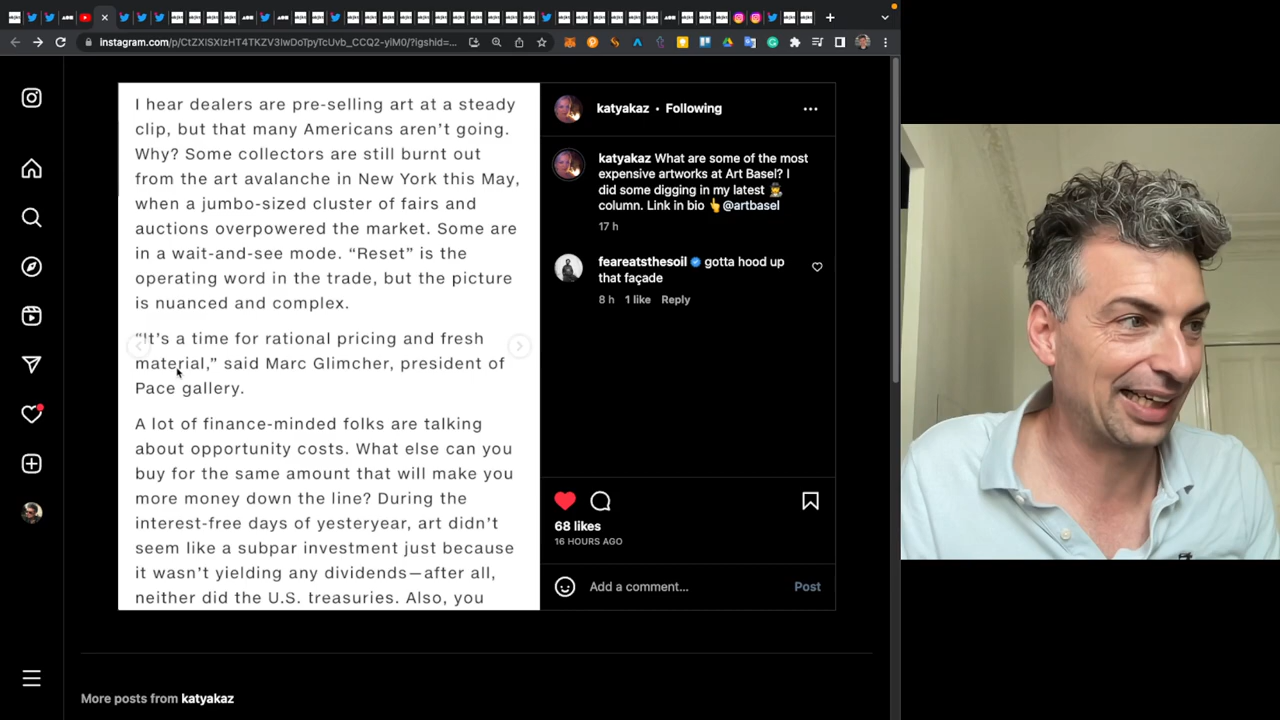 instagram.com/p/CtZXlSXIzHT4TKZV3IwDoTpyTcUvb_CCQ2-yiM0/?igshid=...
I hear dealers are pre-selling art at a steady
clip, but that many Americans aren’t going.
Why? Some collectors are still burnt out
from the art avalanche in New York this May,
when a jumbo-sized cluster of fairs and
auctions overpowered the market. Some are
in a wait-and-see mode. “Reset” is the
operating word in the trade, but the picture
is nuanced and complex.
“It’s a time for rational pricing and fresh
material,” said Marc Glimcher, president of
Pace gallery.
A lot of finance-minded folks are talking
about opportunity costs. What else can you
buy for the same amount that will make you
more money down the line? During the
interest-free days of yesteryear, art didn’t
seem like a subpar investment just because
it wasn’t yielding any dividends—after all,
neither did the U.S. treasuries. Also, you
katyakaz • Following
katyakaz What are some of the most
expensive artworks at Art Basel? I
did some digging in my latest
column. Link in bio 👆@artbasel
17 h
feareatsthesoil gotta hood up
that façade
8 h 1 like Reply
68 likes
16 HOURS AGO
Add a comment... Post
More posts from katyakaz